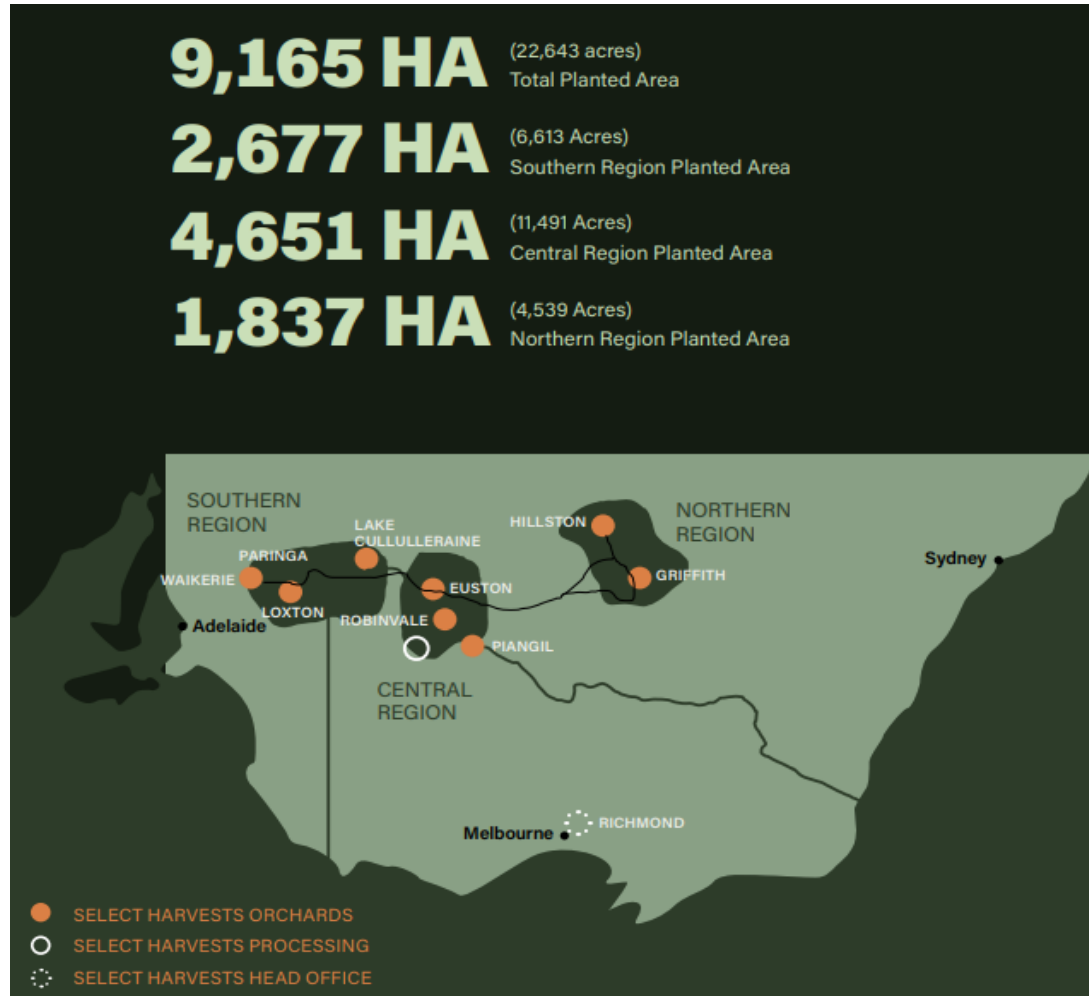 9,165 HA
(22,643 acres)
Total Planted Area
2,677 HA
(6,613 Acres)
Southern Region Planted Area
4,651 HA
(11,491 Acres)
Central Region Planted Area
1,837 HA
(4,539 Acres)
Northern Region Planted Area
SOUTHERN
REGION
PARINGA
WAIKERIE
LOXTON
LAKE
CULLULLERAINE
Adelaide
EUSTON
ROBINVALE
PIANGIL
CENTRAL
REGION
HILLSTON
NORTHERN
REGION
GRIFFITH
Sydney
Melbourne
RICHMOND
SELECT HARVESTS ORCHARDS
SELECT HARVESTS PROCESSING
SELECT HARVESTS HEAD OFFICE